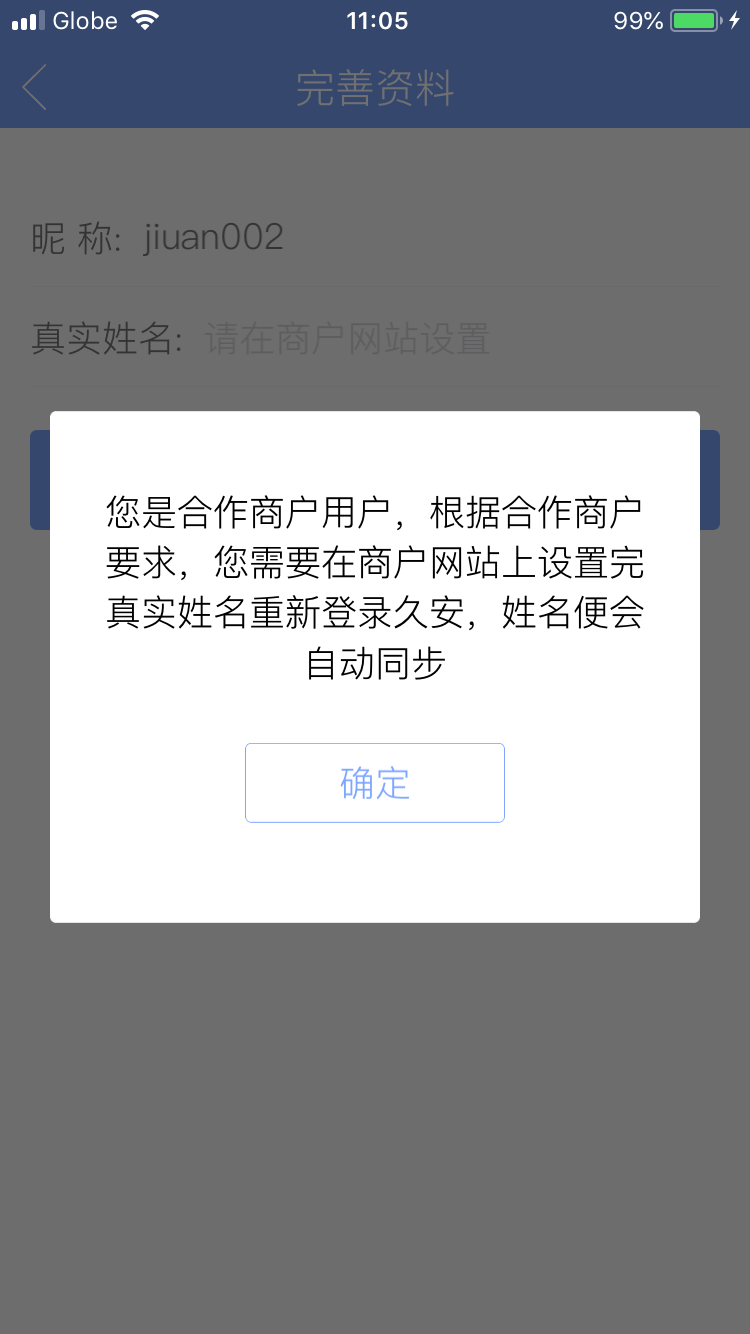 Globe 11:05 99%
完善资料
昵 称: jiuan002
真实姓名: 请在商户网站设置
您是合作商户用户，根据合作商户
要求，您需要在商户网站上设置完
真实姓名重新登录久安，姓名便会
自动同步
确定